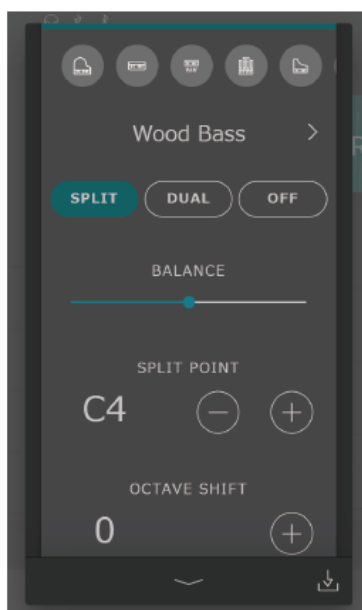 Wood Bass
SPLIT DUAL OFF
BALANCE
SPLIT POINT
C4
OCTAVE SHIFT
0